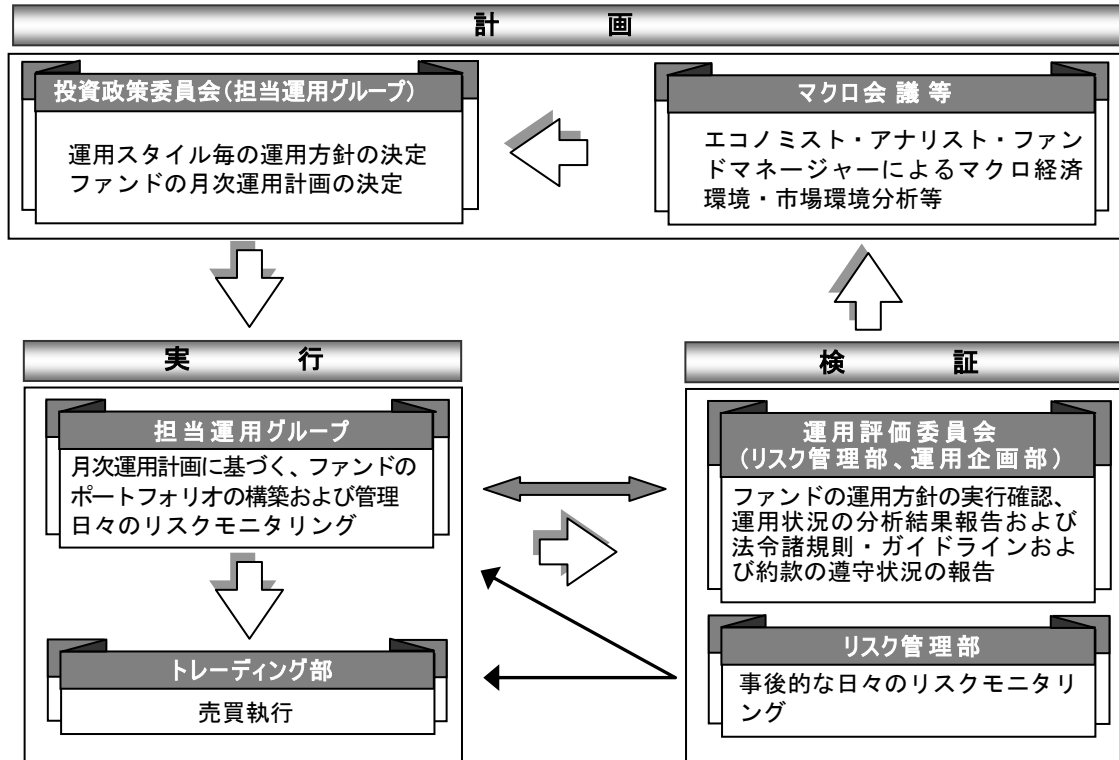 計 画
投資政策委員会(担当運用グループ)
運用スタイル毎の運用方針の決定
ファンドの月次運用計画の決定
マクロ会議等
エコノミスト・アナリスト・ファン
ドマネージャーによるマクロ経済
環境・市場環境分析等
実 行
担当運用グループ
月次運用計画に基づく、ファンドの
ポートフォリオの構築および管理
日々のリスクモニタリング
トレーディング部
売買執行
検 証
運用評価委員会
(リスク管理部、運用企画部)
ファンドの運用方針の実行確認、
運用状況の分析結果報告および
法令諸規則・ガイドラインおよ
び約款の遵守状況の報告
リスク管理部
事後的な日々のリスクモニタリ
ング